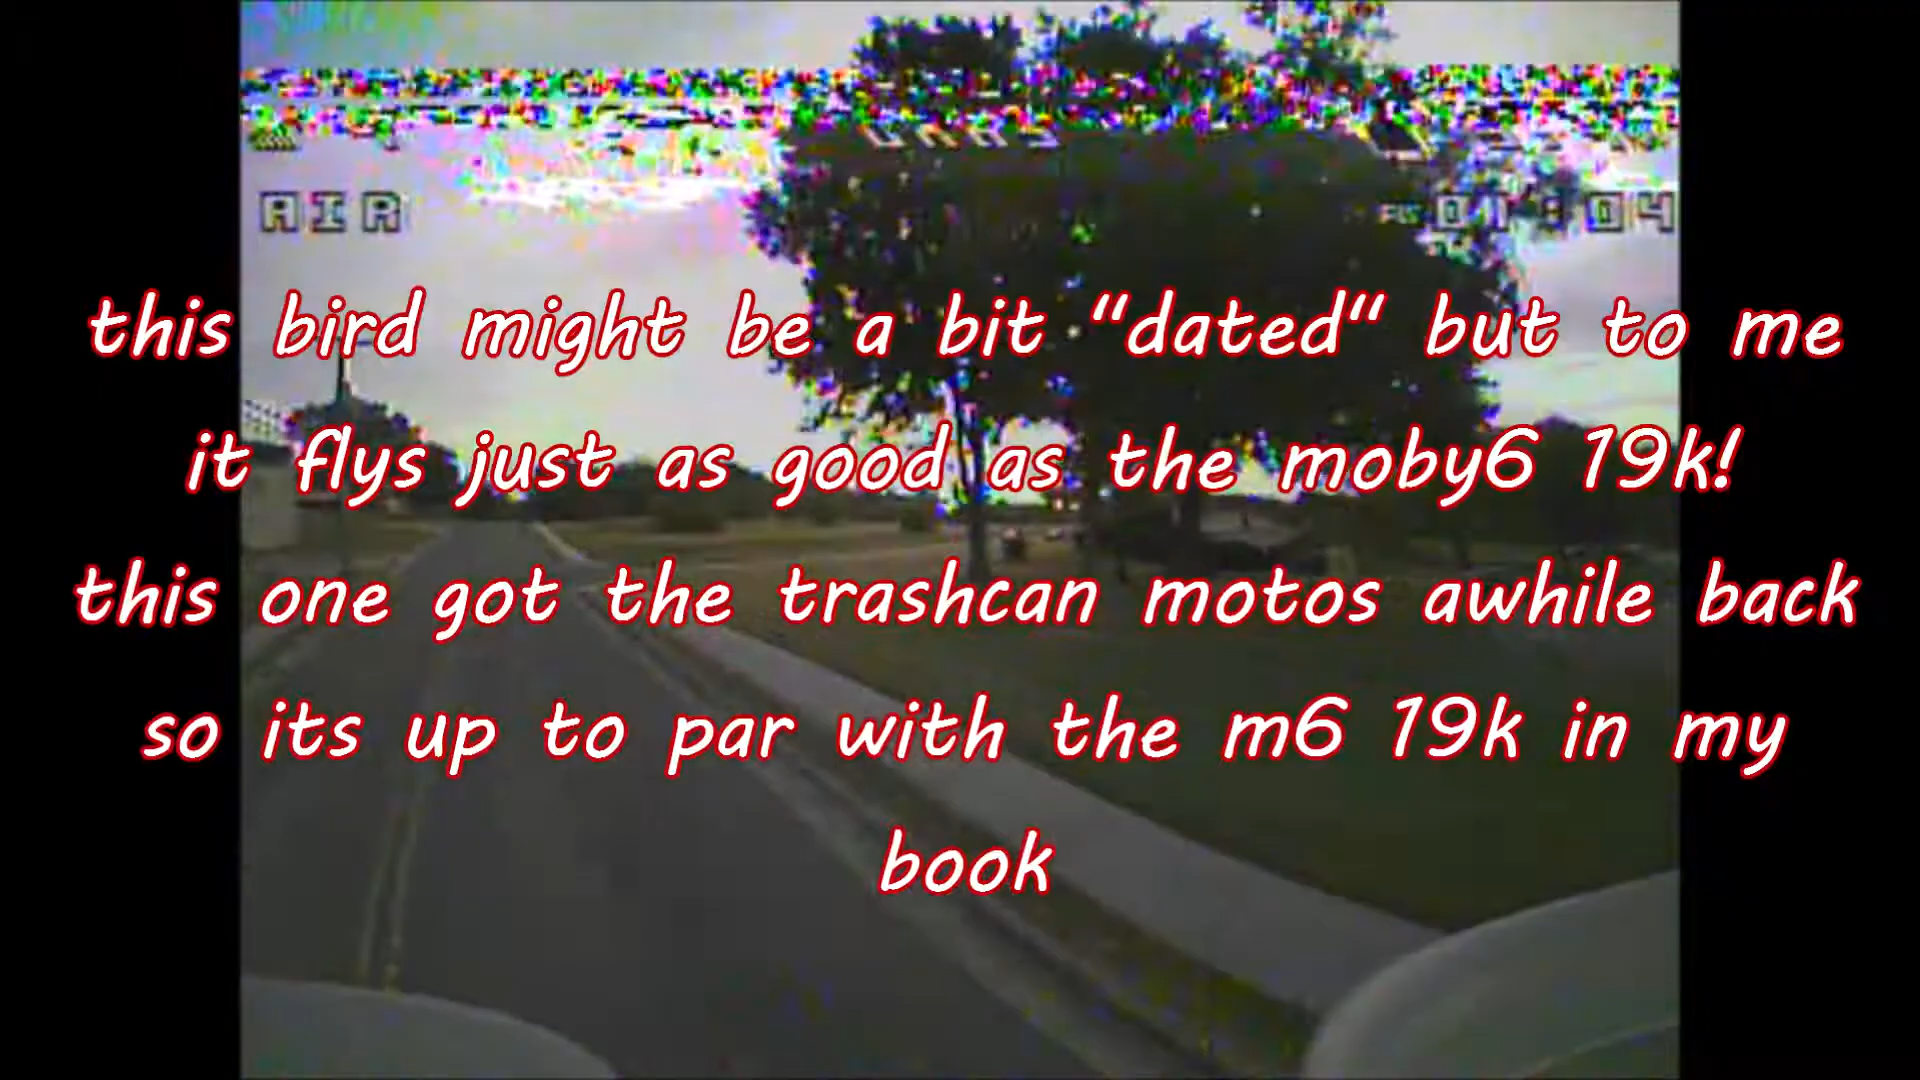 AIR
01:04
this bird might be a bit "dated" but to me
it flys just as good as the moby6 19k!
this one got the trashcan motos awhile back
so its up to par with the m6 19k in my
book